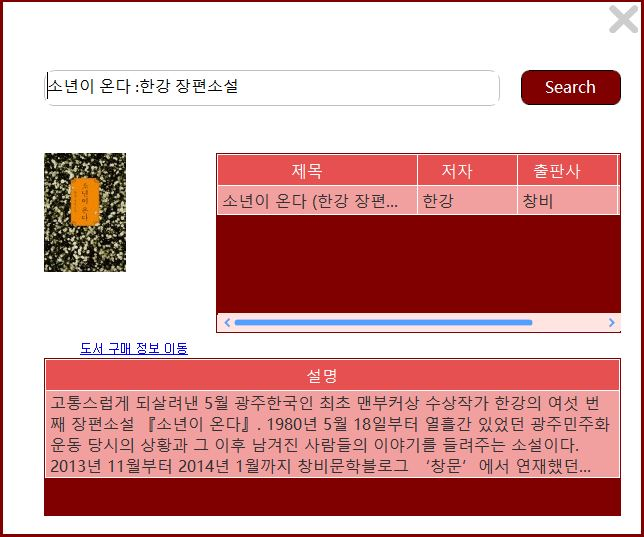 소년이 온다 :한강 장편소설
Search
소년이 온다
제목 저자 출판사
소년이 온다 (한강 장편... 한강 창비
도서 구매 정보 이동
설명
고통스럽게 되살려낸 5월 광주한국인 최초 맨부커상 수상작가 한강의 여섯 번
째 장편소설 『소년이 온다』. 1980년 5월 18일부터 열흘간 있었던 광주민주화
운동 당시의 상황과 그 이후 남겨진 사람들의 이야기를 들려주는 소설이다.
2013년 11월부터 2014년 1월까지 창비문학블로그 ‘창문’에서 연재했던...